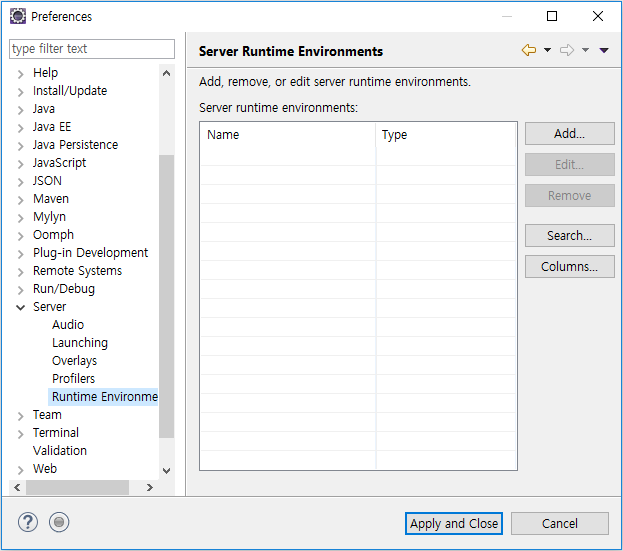 Preferences
type filter text
Help
Install/Update
Java
Java EE
Java Persistence
JavaScript
JSON
Maven
Mylyn
Oomph
Plug-in Development
Remote Systems
Run/Debug
Server
Audio
Launching
Overlays
Profilers
Runtime Environme
Team
Terminal
Validation
Web
Server Runtime Environments
Add, remove, or edit server runtime environments.
Server runtime environments:
Name Type
Add...
Edit...
Remove
Search...
Columns...
?
Apply and Close Cancel